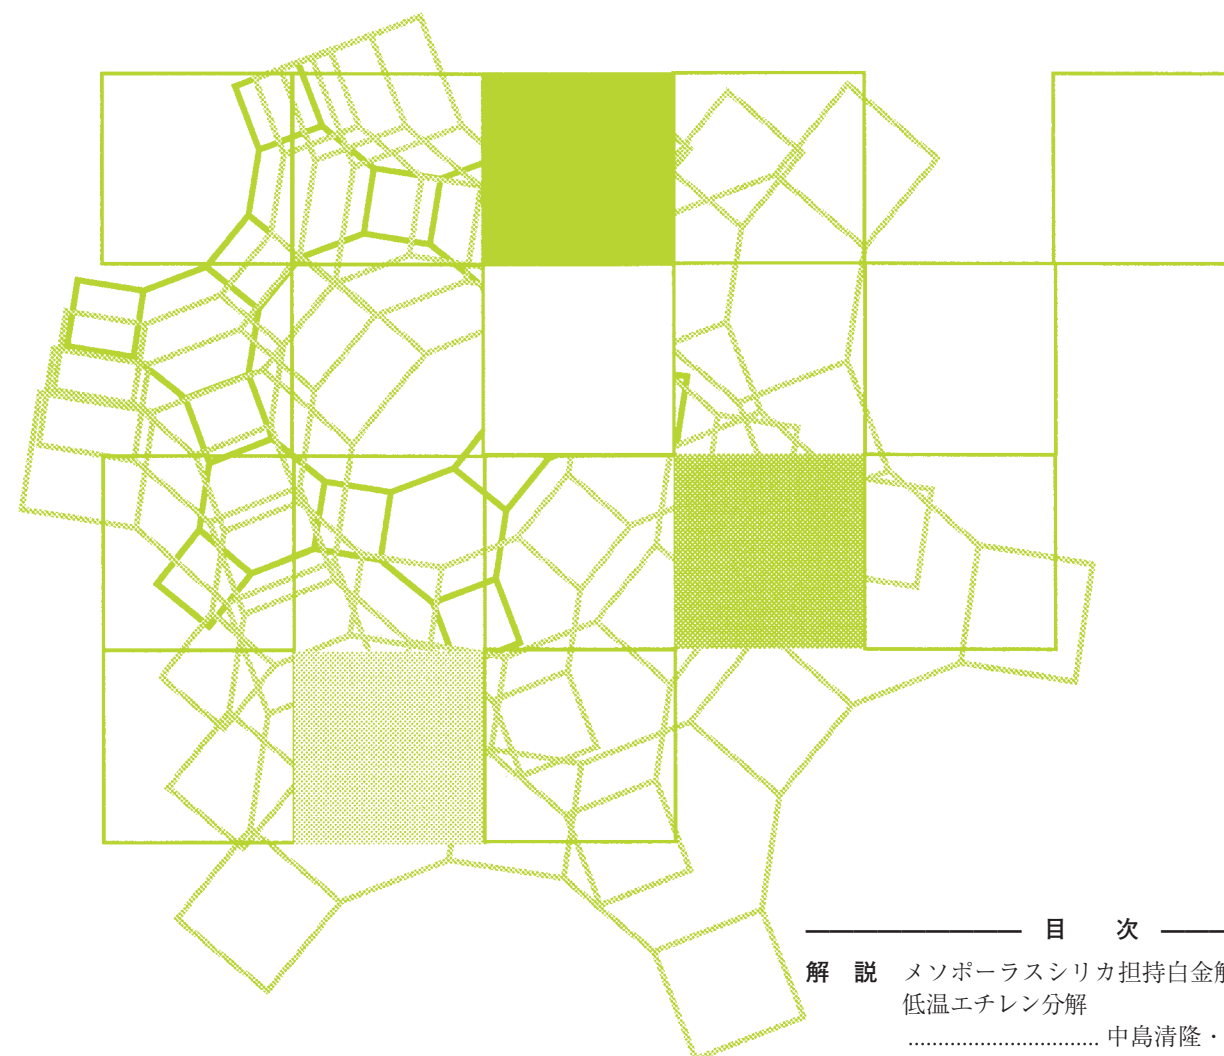 目 次
解 説 メソポーラスシリカ担持白金触
低温エチレン分解
............................... 中島清隆・